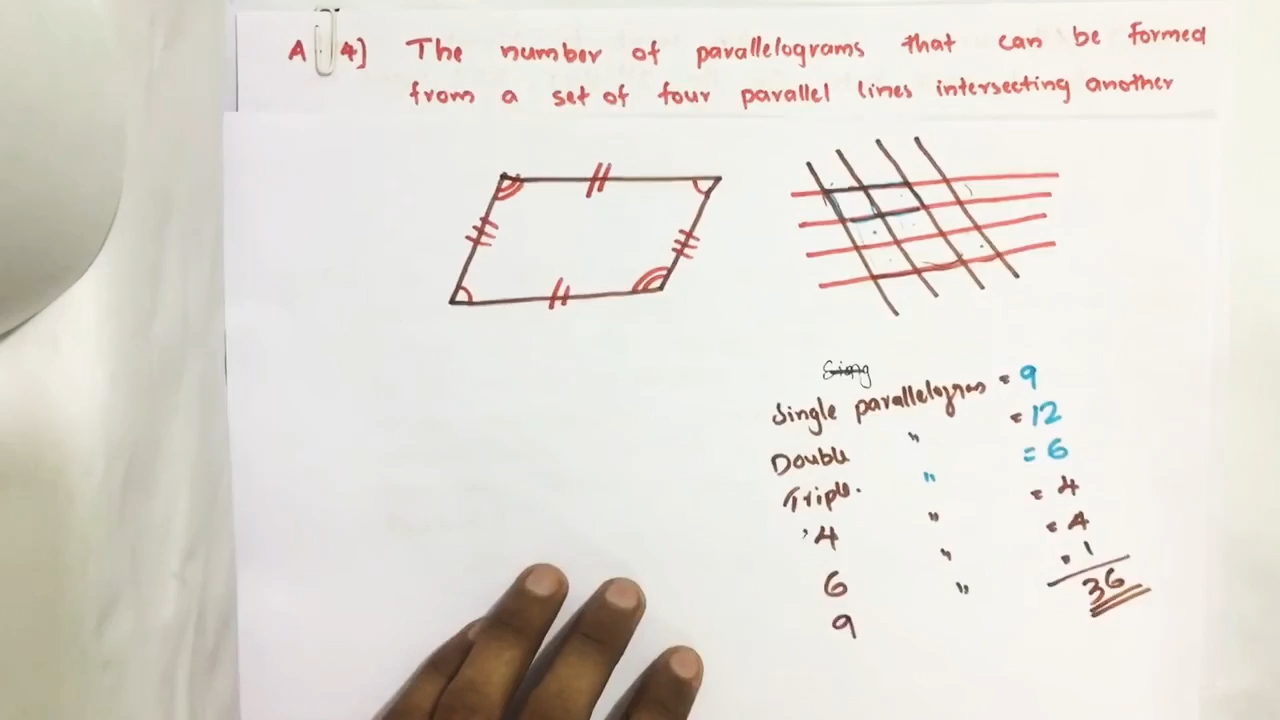 A 4] The number of parallelograms that can be formed
from a set of four parallel lines intersecting another
Single parallelogram = 9
Double " = 12
Triple. " = 6
4 " = 4
6 " = 4
9 " = 1
36